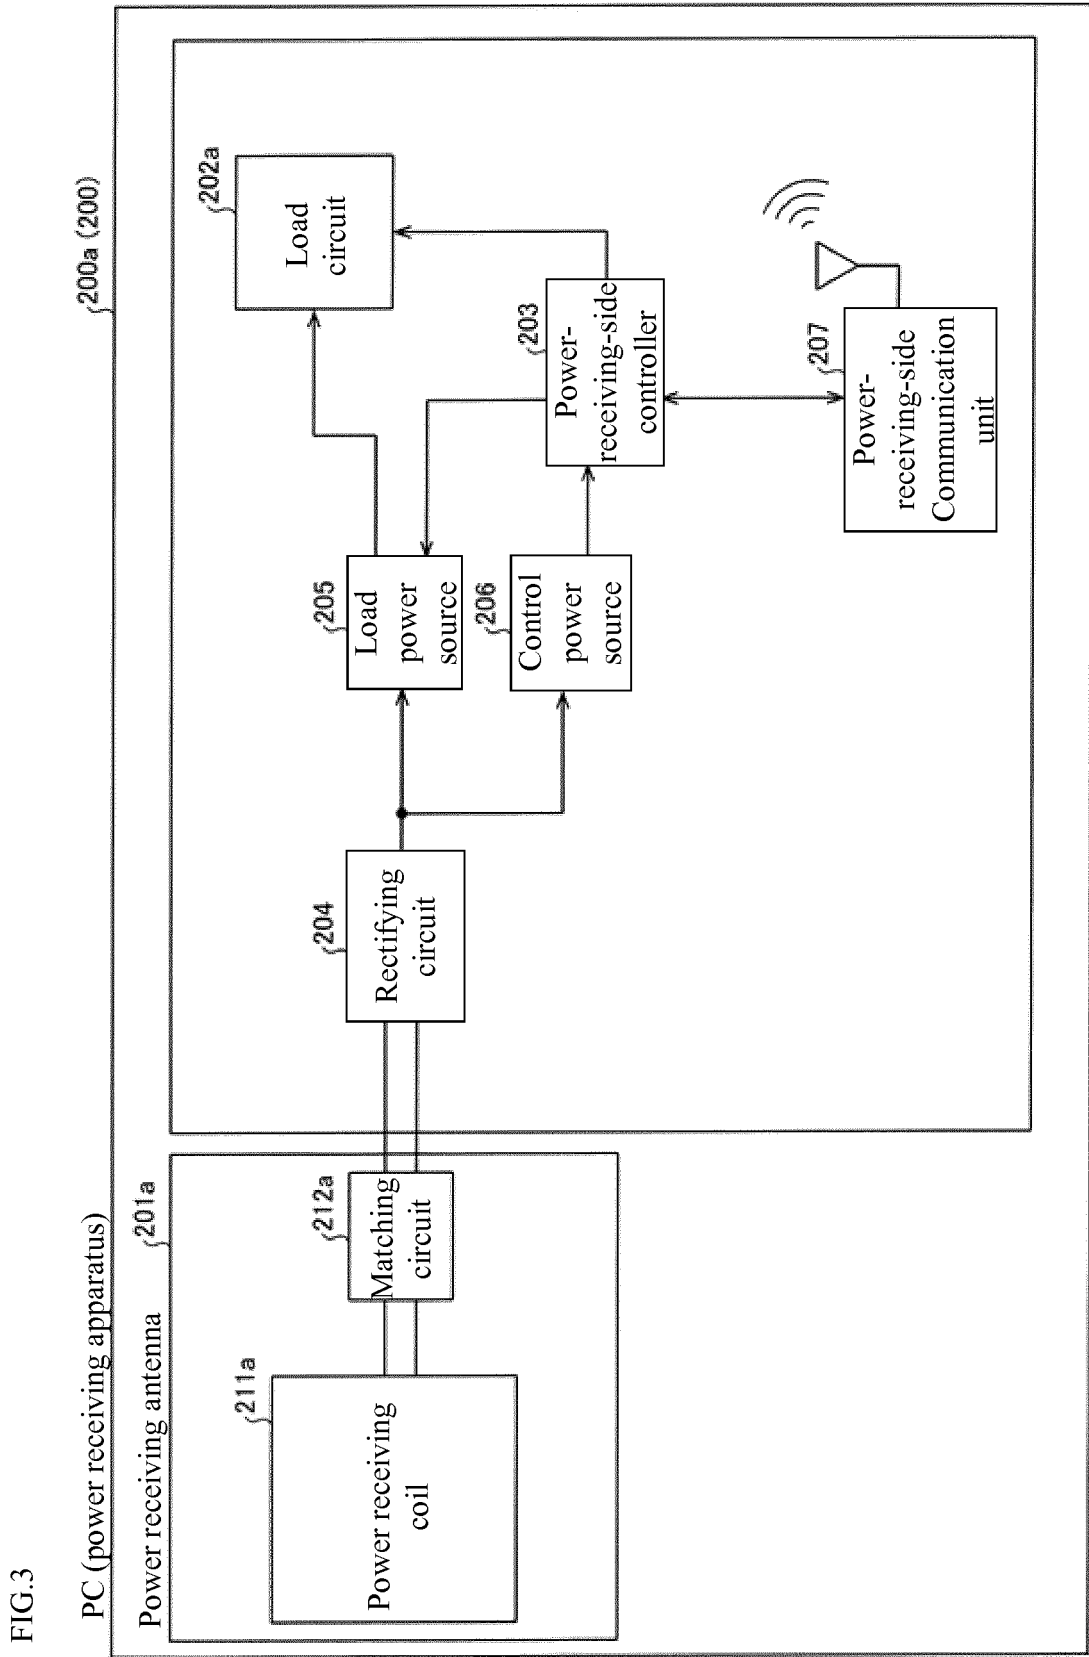 FIG.3
PC (power receiving apparatus)
200a (200)
Power receiving antenna
201a
211a
Power receiving
coil
212a
Matching
circuit
204
Rectifying
circuit
205
Load
power
source
206
Control
power
source
202a
Load
circuit
203
Power-
receiving-side
controller
207
Power-
receiving-side
Communication
unit